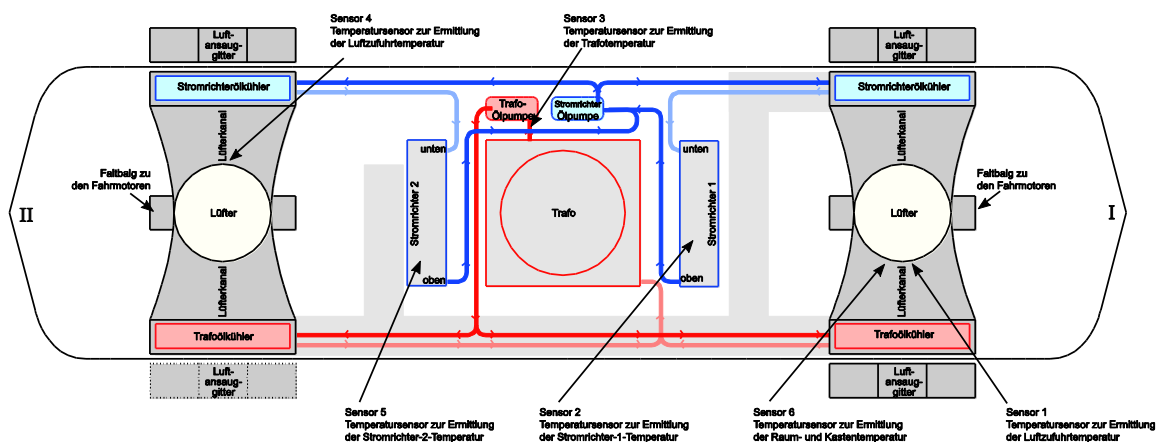 Sensor 4
Temperatursensor zur Ermittlung
der Luftzufuhrtemperatur
Sensor 3
Temperatursensor zur Ermittlung
der Trafotemperatur
Luft-
ansaug-
gitter
Luft-
ansaug-
gitter
Stromrichterölkühler
Trafo-
Ölpumpe
Stromrichter
Ölpumpe
Stromrichterölkühler
Lüfterkanal
Lüfterkanal
unten
unten
Faltbalg zu
den Fahrmotoren
Faltbalg zu
den Fahrmotoren
II
Lüfter
Stromrichter 2
Trafo
Stromrichter 1
Lüfter
I
oben
oben
Lüfterkanal
Lüfterkanal
Trafoölkühler
Trafoölkühler
Luft-
ansaug-
gitter
Luft-
ansaug-
gitter
Sensor 5
Temperatursensor zur Ermittlung
der Stromrichter-2-Temperatur
Sensor 2
Temperatursensor zur Ermittlung
der Stromrichter-1-Temperatur
Sensor 6
Temperatursensor zur Ermittlung
der Raum- und Kastentemperatur
Sensor 1
Temperatursensor zur Ermittlung
der Luftzufuhrtemperatur